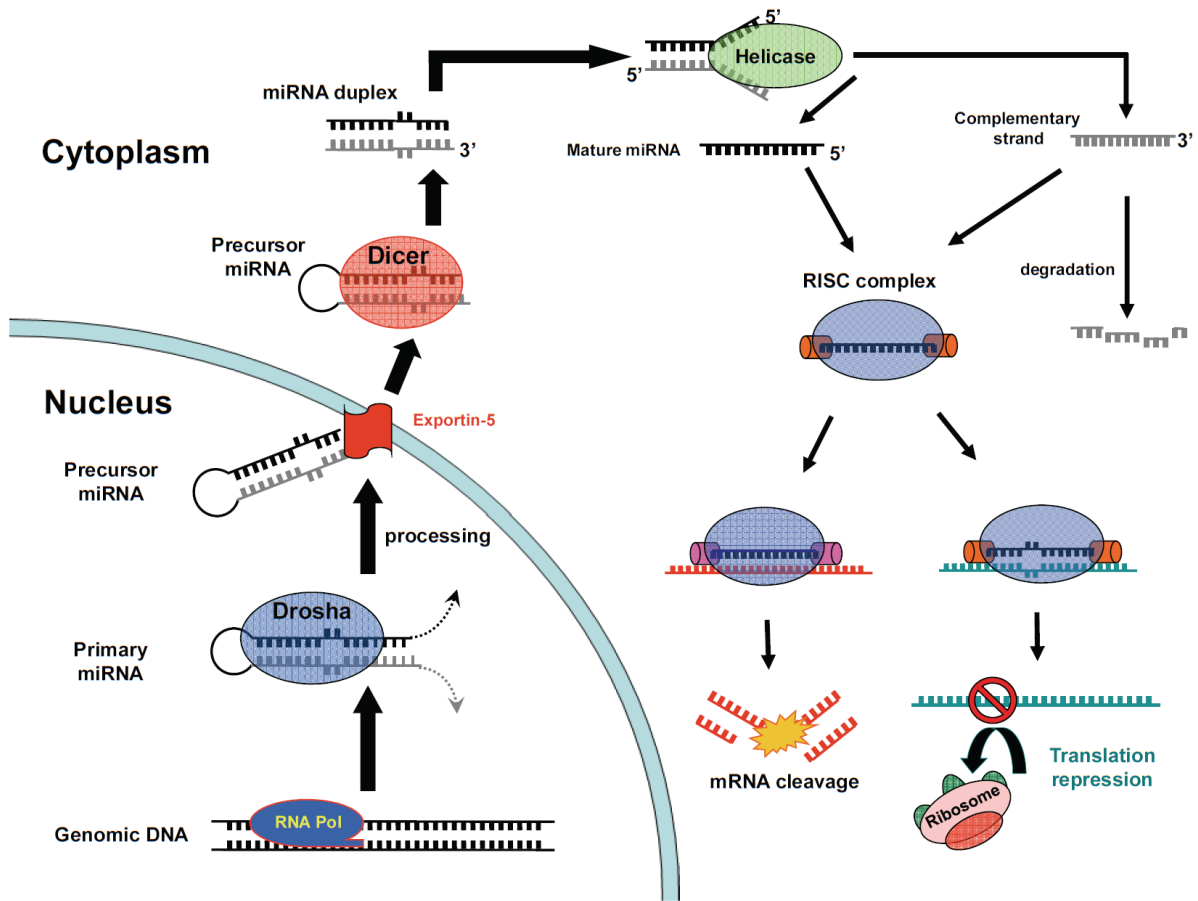 5’
Helicase
5’
miRNA duplex
3’
Cytoplasm
Mature miRNA
5’
Complementary
strand
3’
Precursor
miRNA
Dicer
RISC complex
degradation
Nucleus
Exportin-5
Precursor
miRNA
processing
Drosha
Primary
miRNA
mRNA cleavage
Translation
repression
Ribosome
RNA Pol
Genomic DNA